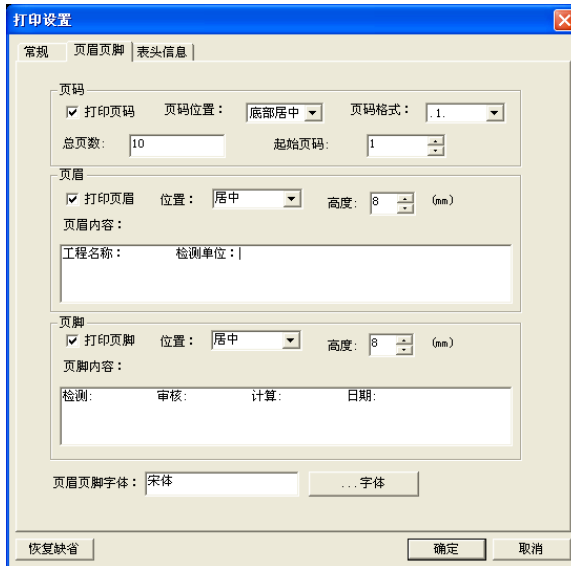 打印设置
常规 页眉页脚 表头信息
页码
打印页码 页码位置： 底部居中 页码格式： .1.
总页数: 10 起始页码: 1
页眉
打印页眉 位置： 居中 高度: 8 (mm)
页眉内容：
工程名称： 检测单位：
页脚
打印页脚 位置： 居中 高度: 8 (mm)
页脚内容：
检测: 审核: 计算: 日期:
页眉页脚字体： 宋体 ...字体
恢复缺省 确定 取消